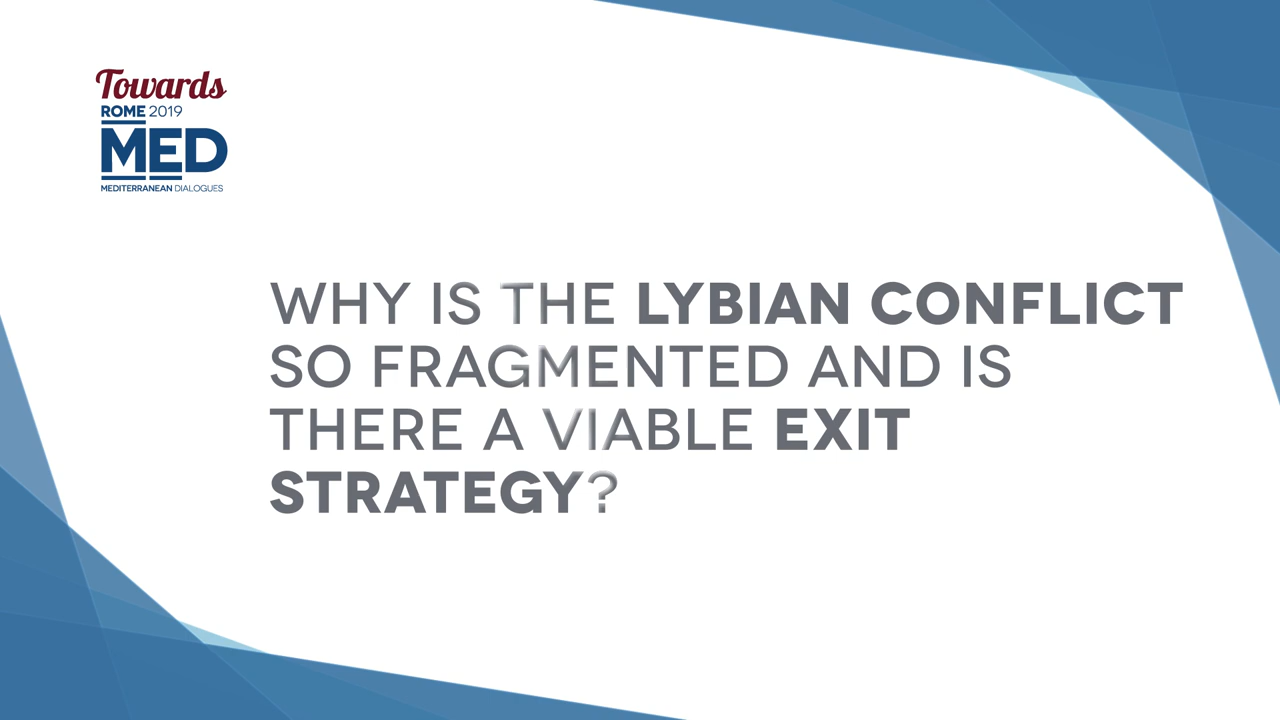 Towards
ROME 2019
MED
MEDITERRANEAN DIALOGUES
WHY IS THE LYBIAN CONFLICT
SO FRAGMENTED AND IS
THERE A VIABLE EXIT
STRATEGY?